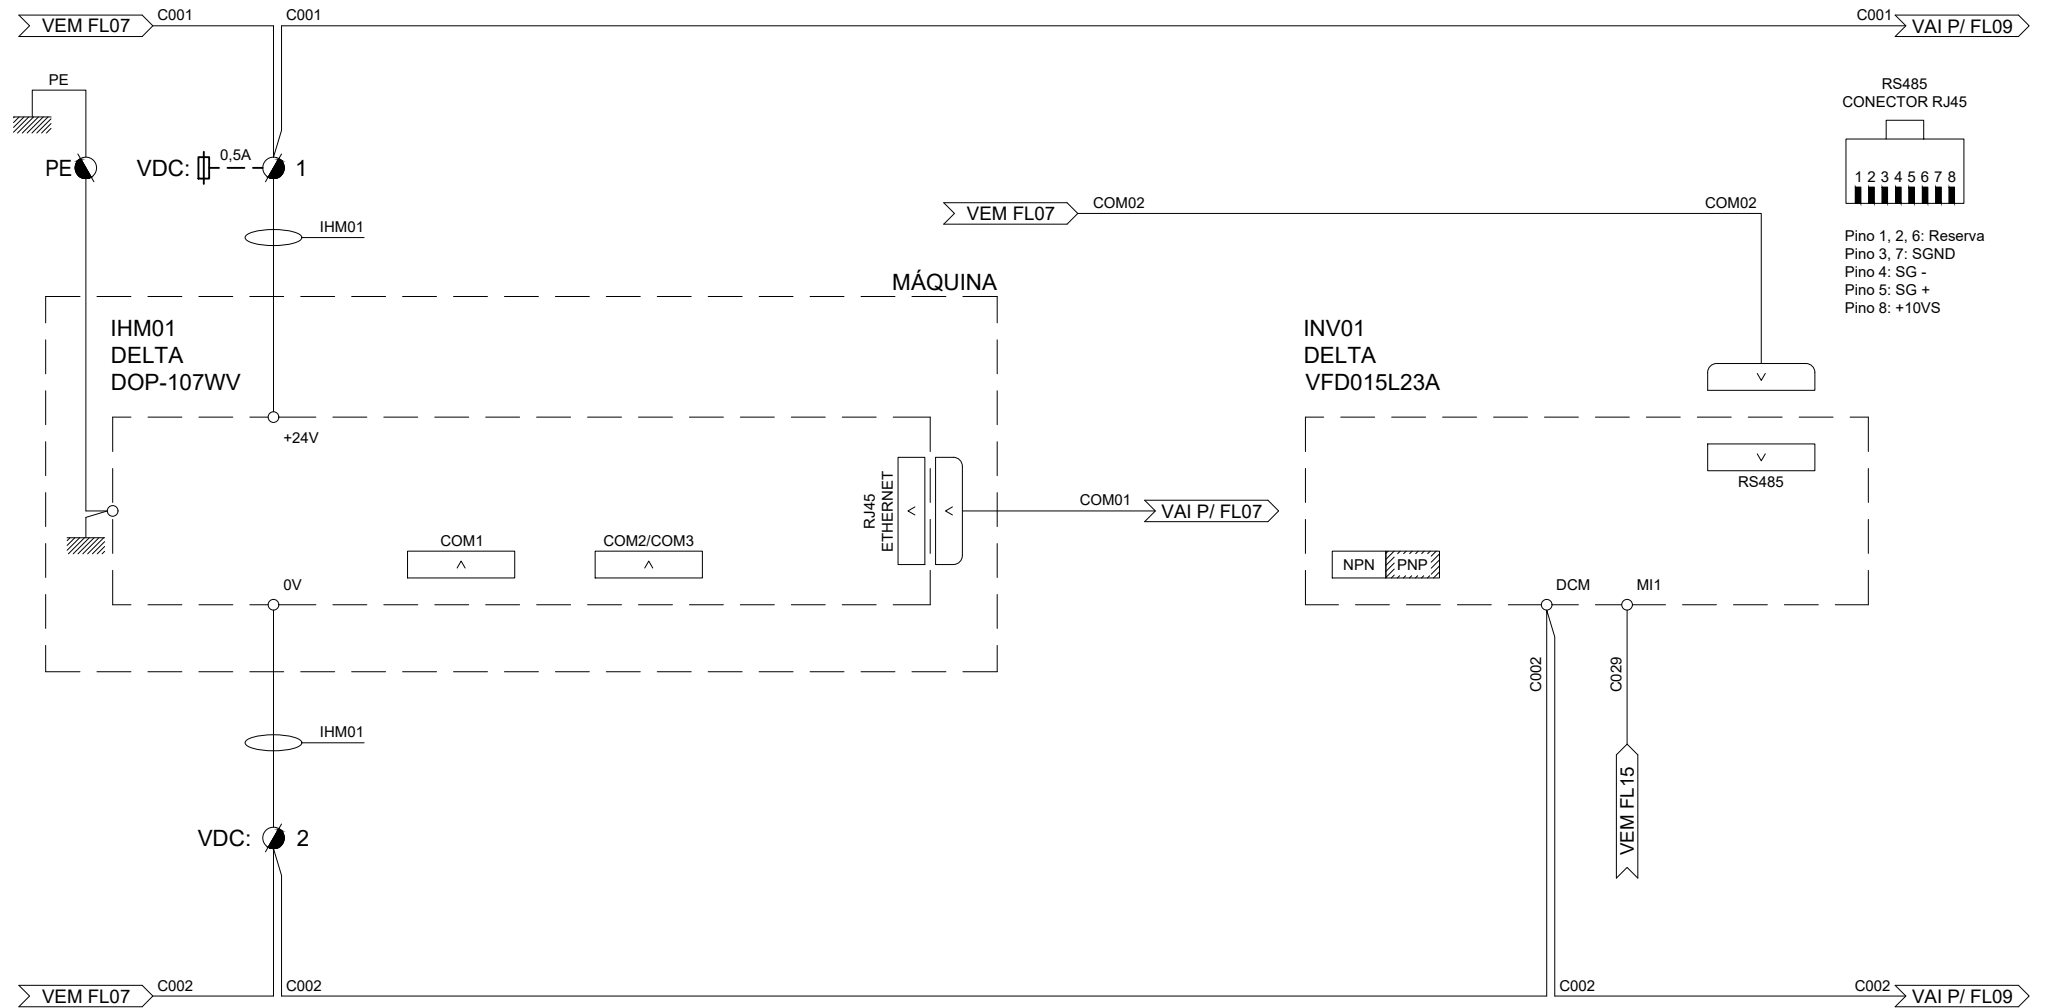 VEM FL07
C001
C001
C001
VAI P/ FL09
PE
PE
VDC:
0,5A
1
IHM01
RS485
CONECTOR RJ45
1 2 3 4 5 6 7 8
Pino 1, 2, 6: Reserva
Pino 3, 7: SGND
Pino 4: SG -
Pino 5: SG +
Pino 8: +10VS
VEM FL07
COM02
COM02
MÁQUINA
IHM01
DELTA
DOP-107WV
+24V
RJ45
ETHERNET
COM01
VAI P/ FL07
COM1
COM2/COM3
0V
INV01
DELTA
VFD015L23A
RS485
NPN
PNP
DCM
MI1
C002
C029
VEM FL15
IHM01
VDC:
2
VEM FL07
C002
C002
C002
C002
VAI P/ FL09